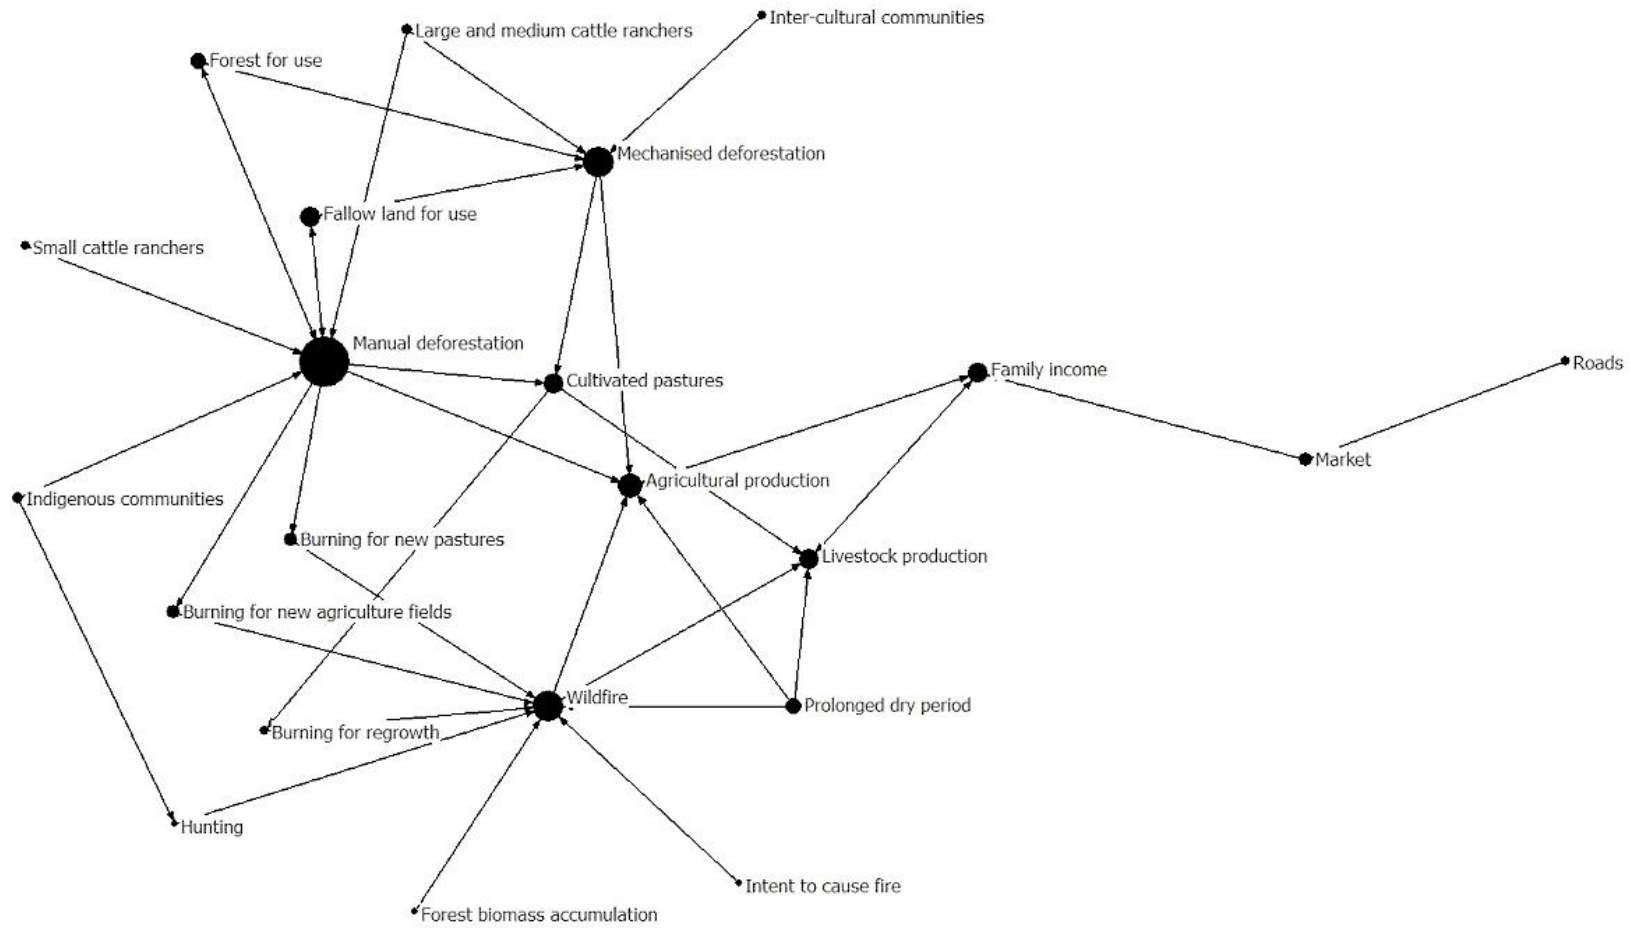 Inter-cultural communities
Large and medium cattle ranchers
Forest for use
Mechanised deforestation
Fallow land for use
Small cattle ranchers
Manual deforestation
Roads
Family income
Cultivated pastures
Market
Agricultural production
Indigenous communities
Burning for new pastures
Livestock production
Burning for new agriculture fields
Wildfire
Prolonged dry period
Burning for regrowth
Hunting
Intent to cause fire
Forest biomass accumulation